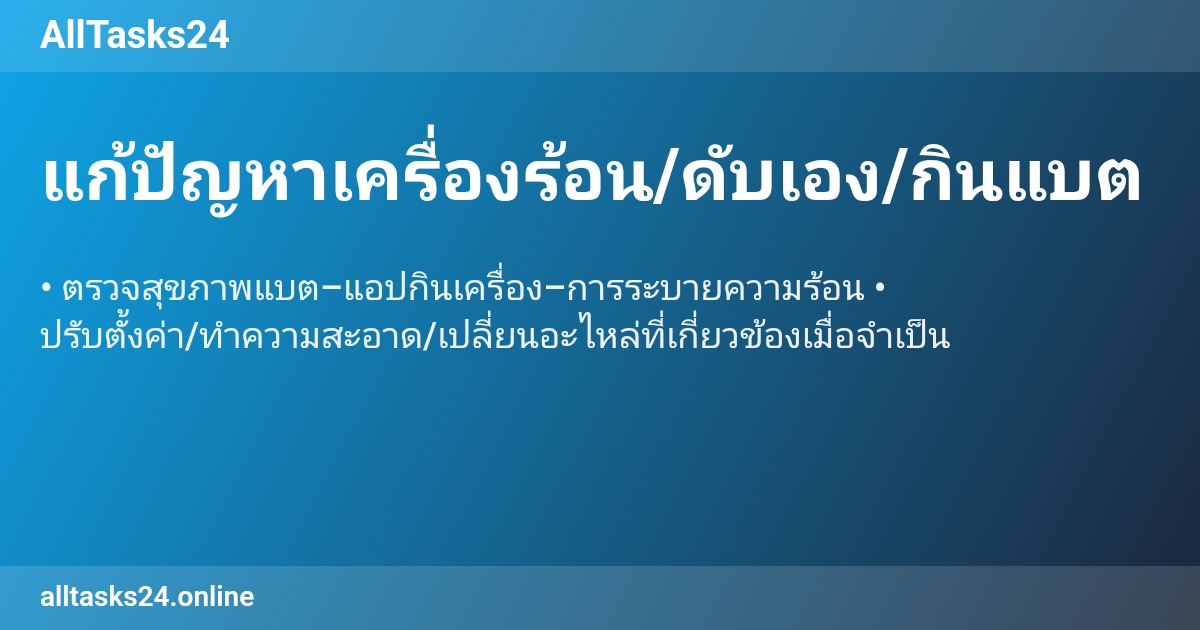 AllTasks24
แก้ปัญหาเครื่องร้อน/ดับเอง/กินแบต
• ตรวจสุขภาพแบต–แอปกินเครื่อง–การระบายความร้อน •
ปรับตั้งค่า/ทำความสะอาด/เปลี่ยนอะไหล่ที่เกี่ยวข้องเมื่อจำเป็น
alltasks24.online